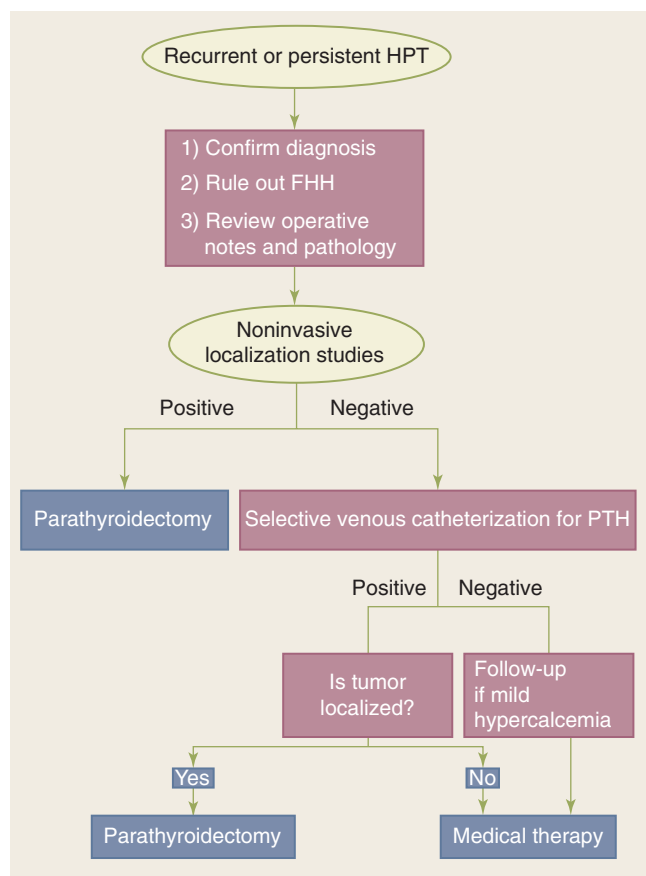 Recurrent or persistent HPT
1) Confirm diagnosis
2) Rule out FHH
3) Review operative
notes and pathology
Noninvasive
localization studies
Positive
Negative
Parathyroidectomy
Selective venous catheterization for PTH
Positive
Negative
Is tumor
localized?
Follow-up
if mild
hypercalcemia
Yes
No
Parathyroidectomy
Medical therapy